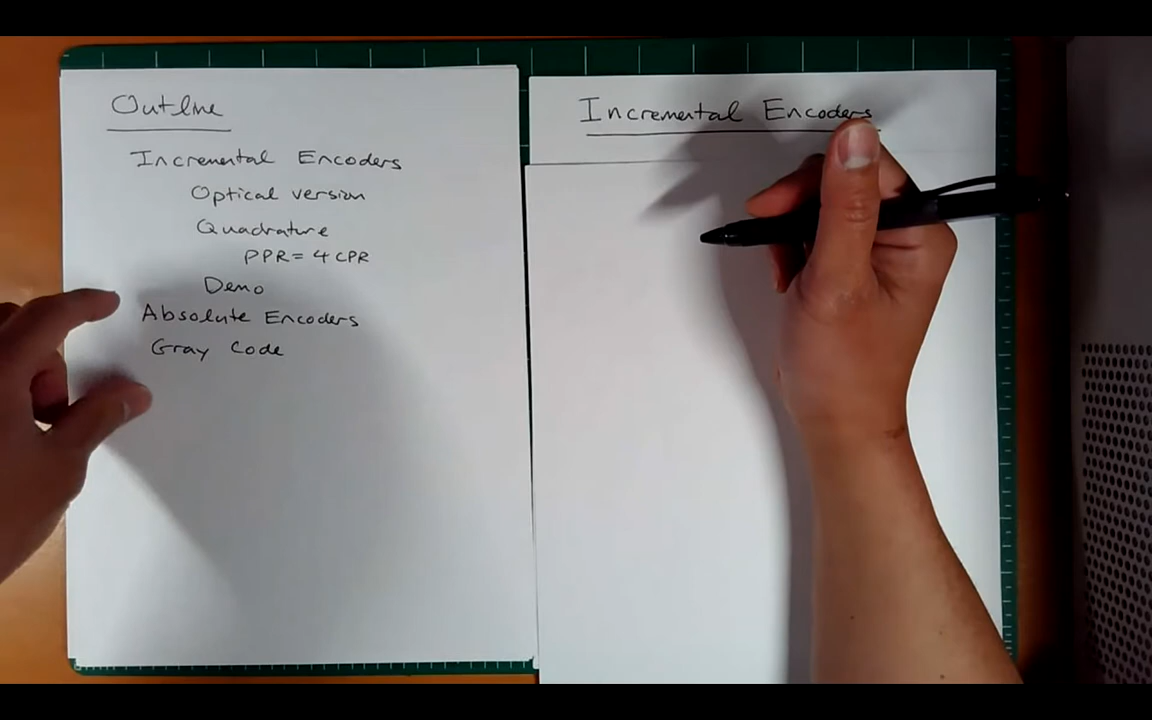 Outline
Incremental Encoders
Optical version
Quadrature
PPR = 4 CPR
Demo
Absolute Encoders
Gray Code
Incremental Encoders